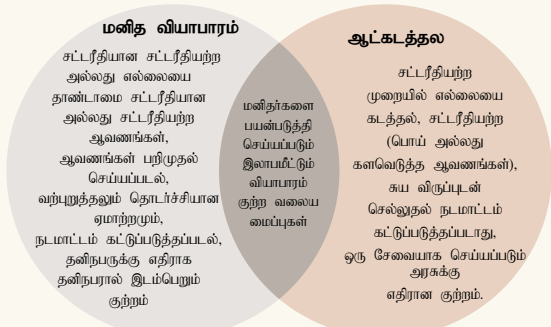 மனித வியாபாரம்
சட்டரீதியான சட்டரீதியற்ற
அல்லது எல்லையை
தாண்டாமை சட்டரீதியான
அல்லது சட்டரீதியற்ற
ஆவணங்கள்,
ஆவணங்கள் பறிமுதல்
செய்யப்படல்,
வற்புறுத்தலும் தொடர்ச்சியான
ஏமாற்றமும்,
நடமாட்டம் கட்டுப்படுத்தப்படல்,
தனிநபருக்கு எதிராக
தனிநபரால் இடம்பெறும்
குற்றம்
மனிதர்களை
பயன்படுத்தி
செய்யப்படும்
இலாபமீட்டும்
வியாபாரம்
குற்ற வலைய
மைப்புகள்
ஆட்கடத்தல
சட்டரீதியற்ற
முறையில் எல்லையை
கடத்தல், சட்டரீதியற்ற
(பொய் அல்லது
களவெடுத்த ஆவணங்கள்),
சுய விருப்புடன்
செல்லுதல் நடமாட்டம்
கட்டுப்படுத்தப்படாது,
ஒரு சேவையாக செய்யப்படும்
அரசுக்கு
எதிரான குற்றம்.